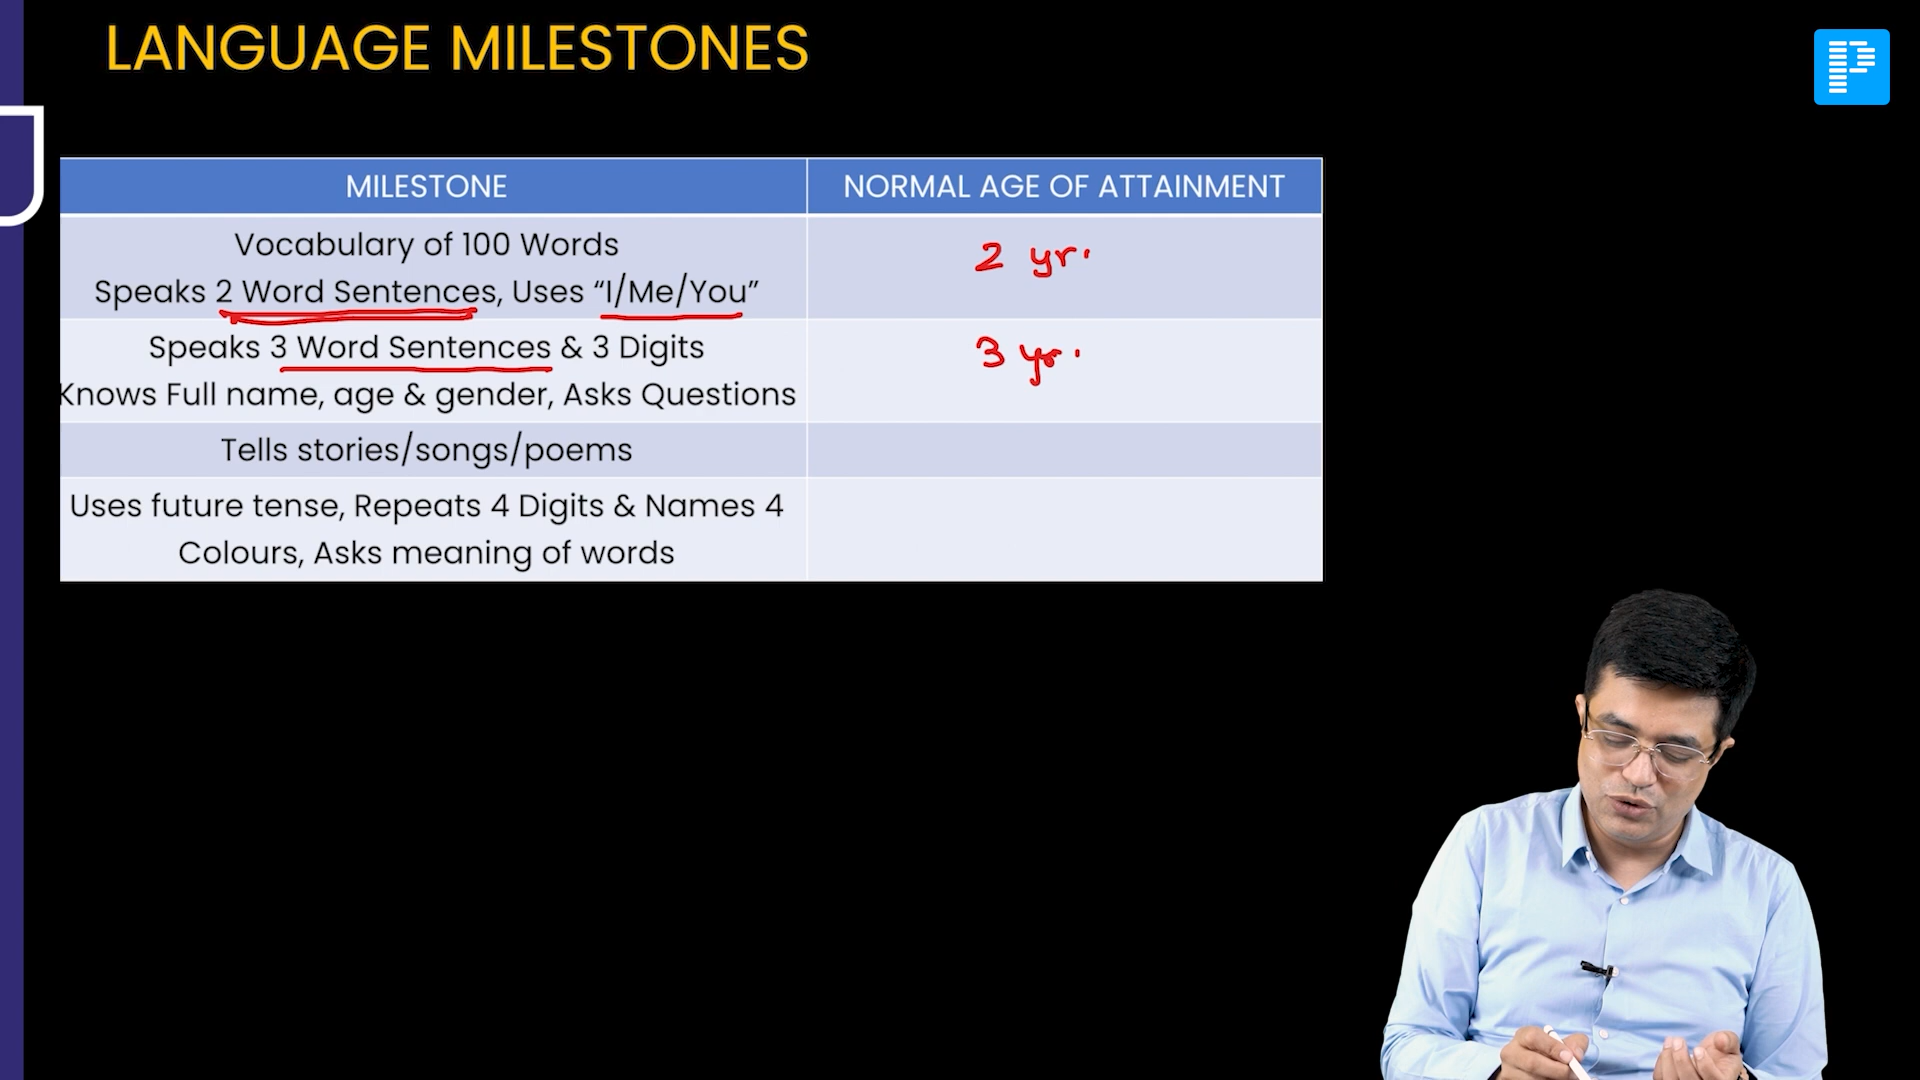 LANGUAGE MILESTONES
MILESTONE
NORMAL AGE OF ATTAINMENT
Vocabulary of 100 Words
Speaks 2 Word Sentences, Uses “I/Me/You”
2 yr.
Speaks 3 Word Sentences & 3 Digits
Knows Full name, age & gender, Asks Questions
3 yr.
Tells stories/songs/poems
Uses future tense, Repeats 4 Digits & Names 4
Colours, Asks meaning of words